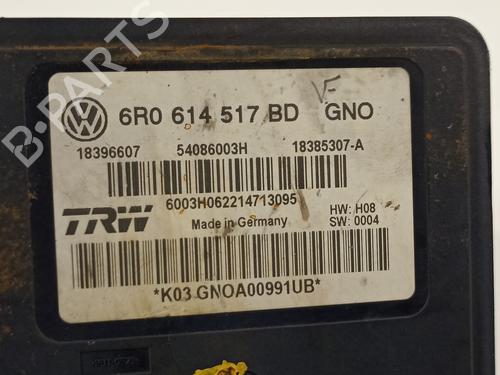 B-PARTS
6R0 614 517 BD GNO
VF
18396607 54086003H 18385307-A
6003H062214713095
TRW
Made in Germany
HW: H08
SW: 0004
*K03 GNOA00991UB*